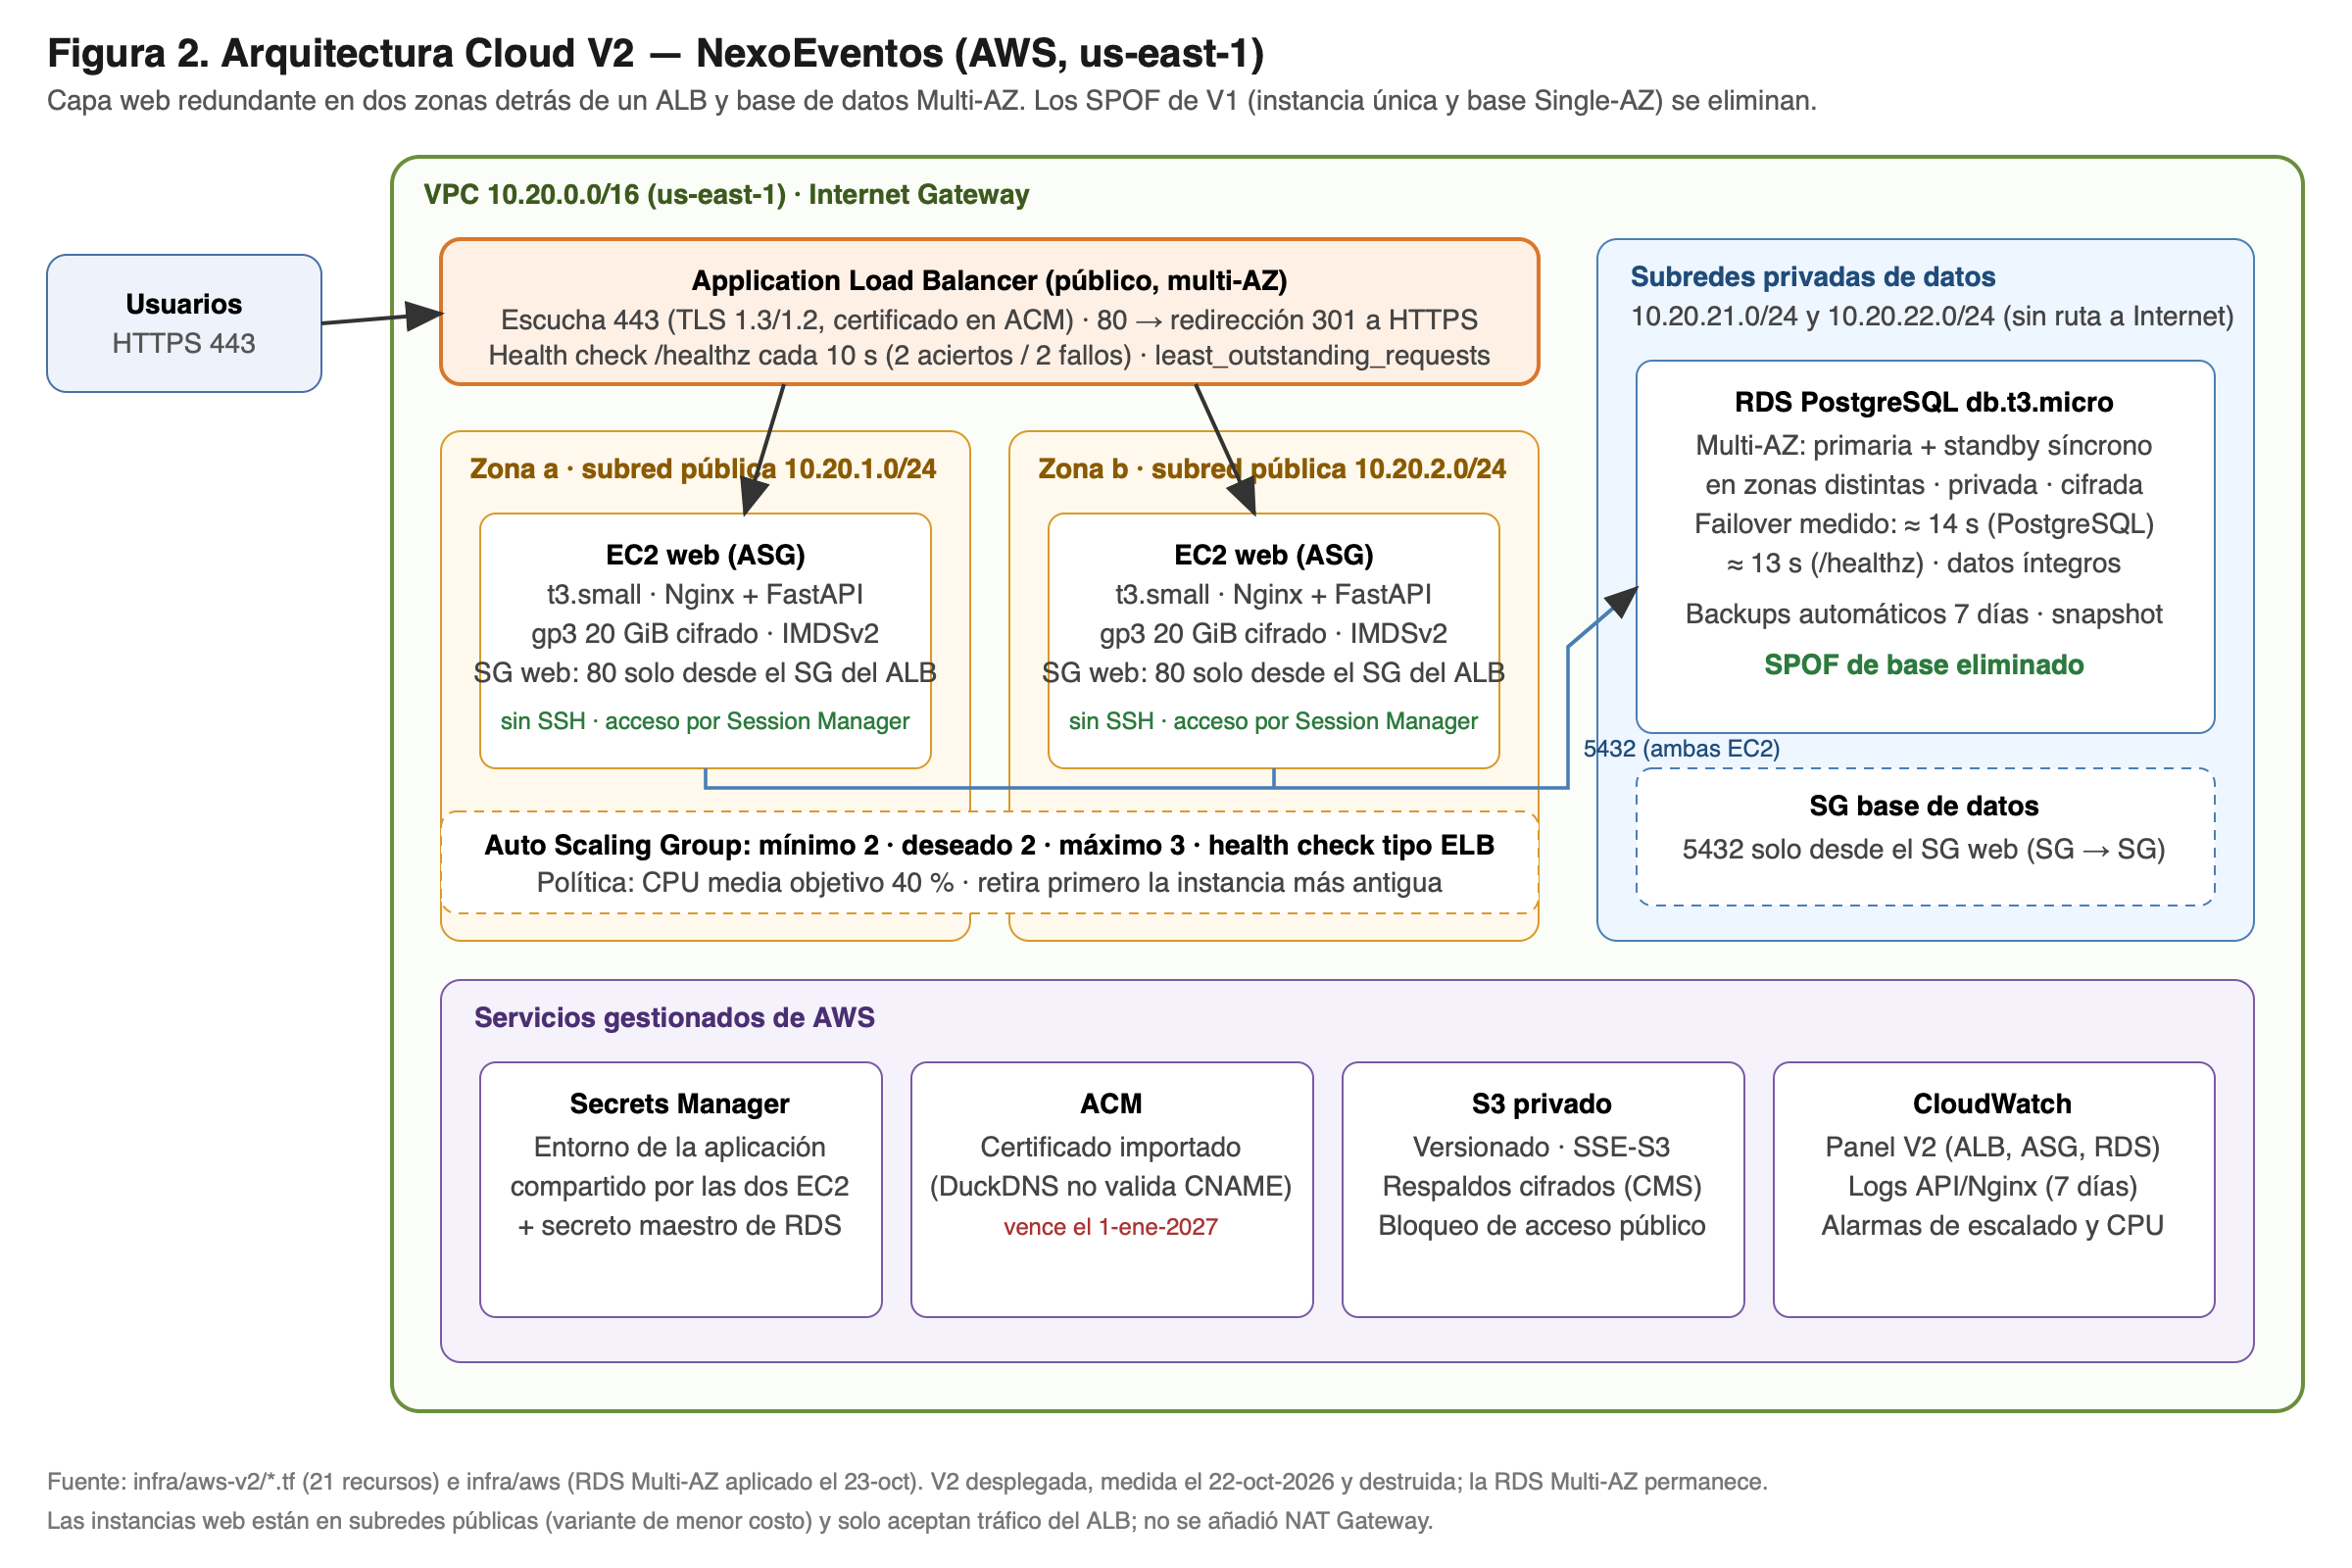 Figura 2. Arquitectura Cloud V2 — NexoEventos (AWS, us-east-1)
Capa web redundante en dos zonas detrás de un ALB y base de datos Multi-AZ. Los SPOF de V1 (instancia única y base Single-AZ) se eliminan.
VPC 10.20.0.0/16 (us-east-1) · Internet Gateway
Usuarios
HTTPS 443
Application Load Balancer (público, multi-AZ)
Escucha 443 (TLS 1.3/1.2, certificado en ACM) · 80 → redirección 301 a HTTPS
Health check /healthz cada 10 s (2 aciertos / 2 fallos) · least_outstanding_requests
Zona a · subred pública 10.20.1.0/24
EC2 web (ASG)
t3.small · Nginx + FastAPI
gp3 20 GiB cifrado · IMDSv2
SG web: 80 solo desde el SG del ALB
sin SSH · acceso por Session Manager
Zona b · subred pública 10.20.2.0/24
EC2 web (ASG)
t3.small · Nginx + FastAPI
gp3 20 GiB cifrado · IMDSv2
SG web: 80 solo desde el SG del ALB
sin SSH · acceso por Session Manager
Auto Scaling Group: mínimo 2 · deseado 2 · máximo 3 · health check tipo ELB
Política: CPU media objetivo 40 % · retira primero la instancia más antigua
Subredes privadas de datos
10.20.21.0/24 y 10.20.22.0/24 (sin ruta a Internet)
RDS PostgreSQL db.t3.micro
Multi-AZ: primaria + standby síncrono
en zonas distintas · privada · cifrada
Failover medido: ≈ 14 s (PostgreSQL)
≈ 13 s (/healthz) · datos íntegros
Backups automáticos 7 días · snapshot
SPOF de base eliminado
5432 (ambas EC2)
SG base de datos
5432 solo desde el SG web (SG → SG)
Servicios gestionados de AWS
Secrets Manager
Entorno de la aplicación
compartido por las dos EC2
+ secreto maestro de RDS
ACM
Certificado importado
(DuckDNS no valida CNAME)
vence el 1-ene-2027
S3 privado
Versionado · SSE-S3
Respaldos cifrados (CMS)
Bloqueo de acceso público
CloudWatch
Panel V2 (ALB, ASG, RDS)
Logs API/Nginx (7 días)
Alarmas de escalado y CPU
Fuente: infra/aws-v2/*.tf (21 recursos) e infra/aws (RDS Multi-AZ aplicado el 23-oct). V2 desplegada, medida el 22-oct-2026 y destruida; la RDS Multi-AZ permanece.
Las instancias web están en subredes públicas (variante de menor costo) y solo aceptan tráfico del ALB; no se añadió NAT Gateway.